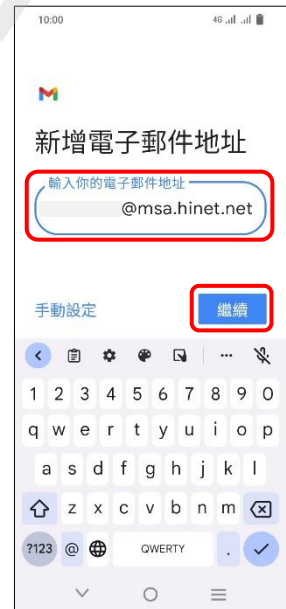 10:00 4G
新增電子郵件地址
輸入你的電子郵件地址
@msa.hinet.net
手動設定 繼續
1 2 3 4 5 6 7 8 9 0
q w e r t y u i o p
a s d f g h j k l
z x c v b n m
?123 @ QWERTY .